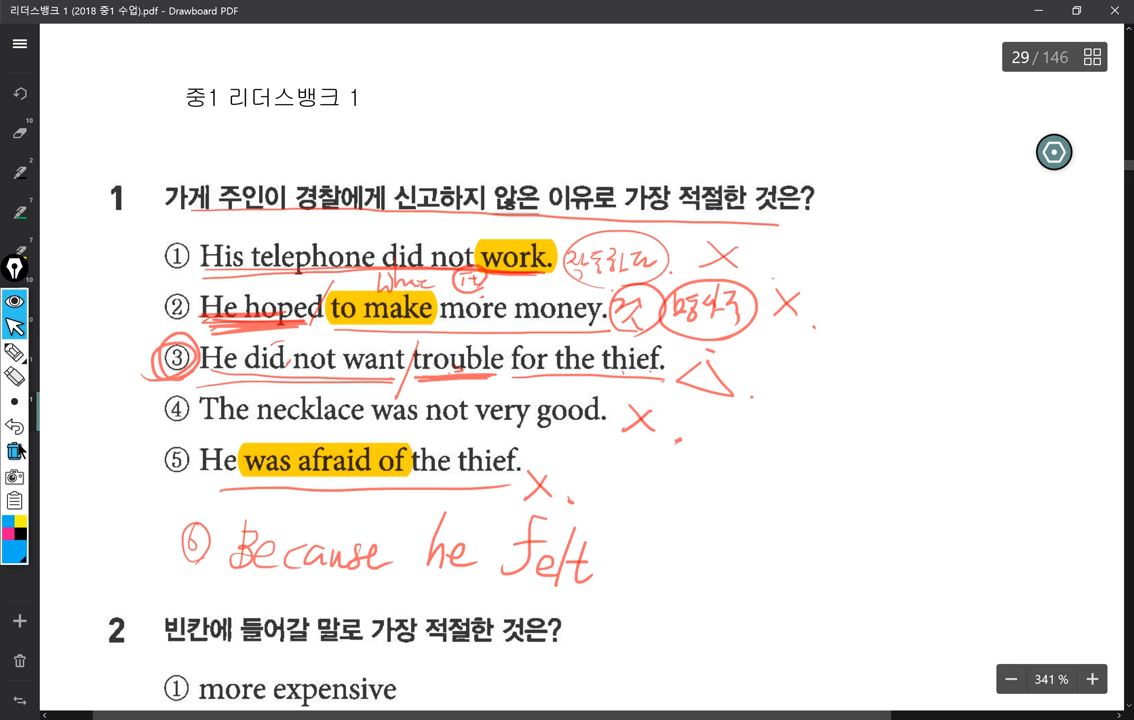 리더스뱅크 1 (2018 중1 수업).pdf - Drawboard PDF
29 / 146
중1 리더스뱅크 1
1 가게 주인이 경찰에게 신고하지 않은 이유로 가장 적절한 것은?
① His telephone did not work. 작동한다 X
What it
② He hoped to make more money. 것 명인구 X
③ He did not want trouble for the thief. △
④ The necklace was not very good. X
⑤ He was afraid of the thief. X
⑥ Because he felt
2 빈칸에 들어갈 말로 가장 적절한 것은?
① more expensive
341 %